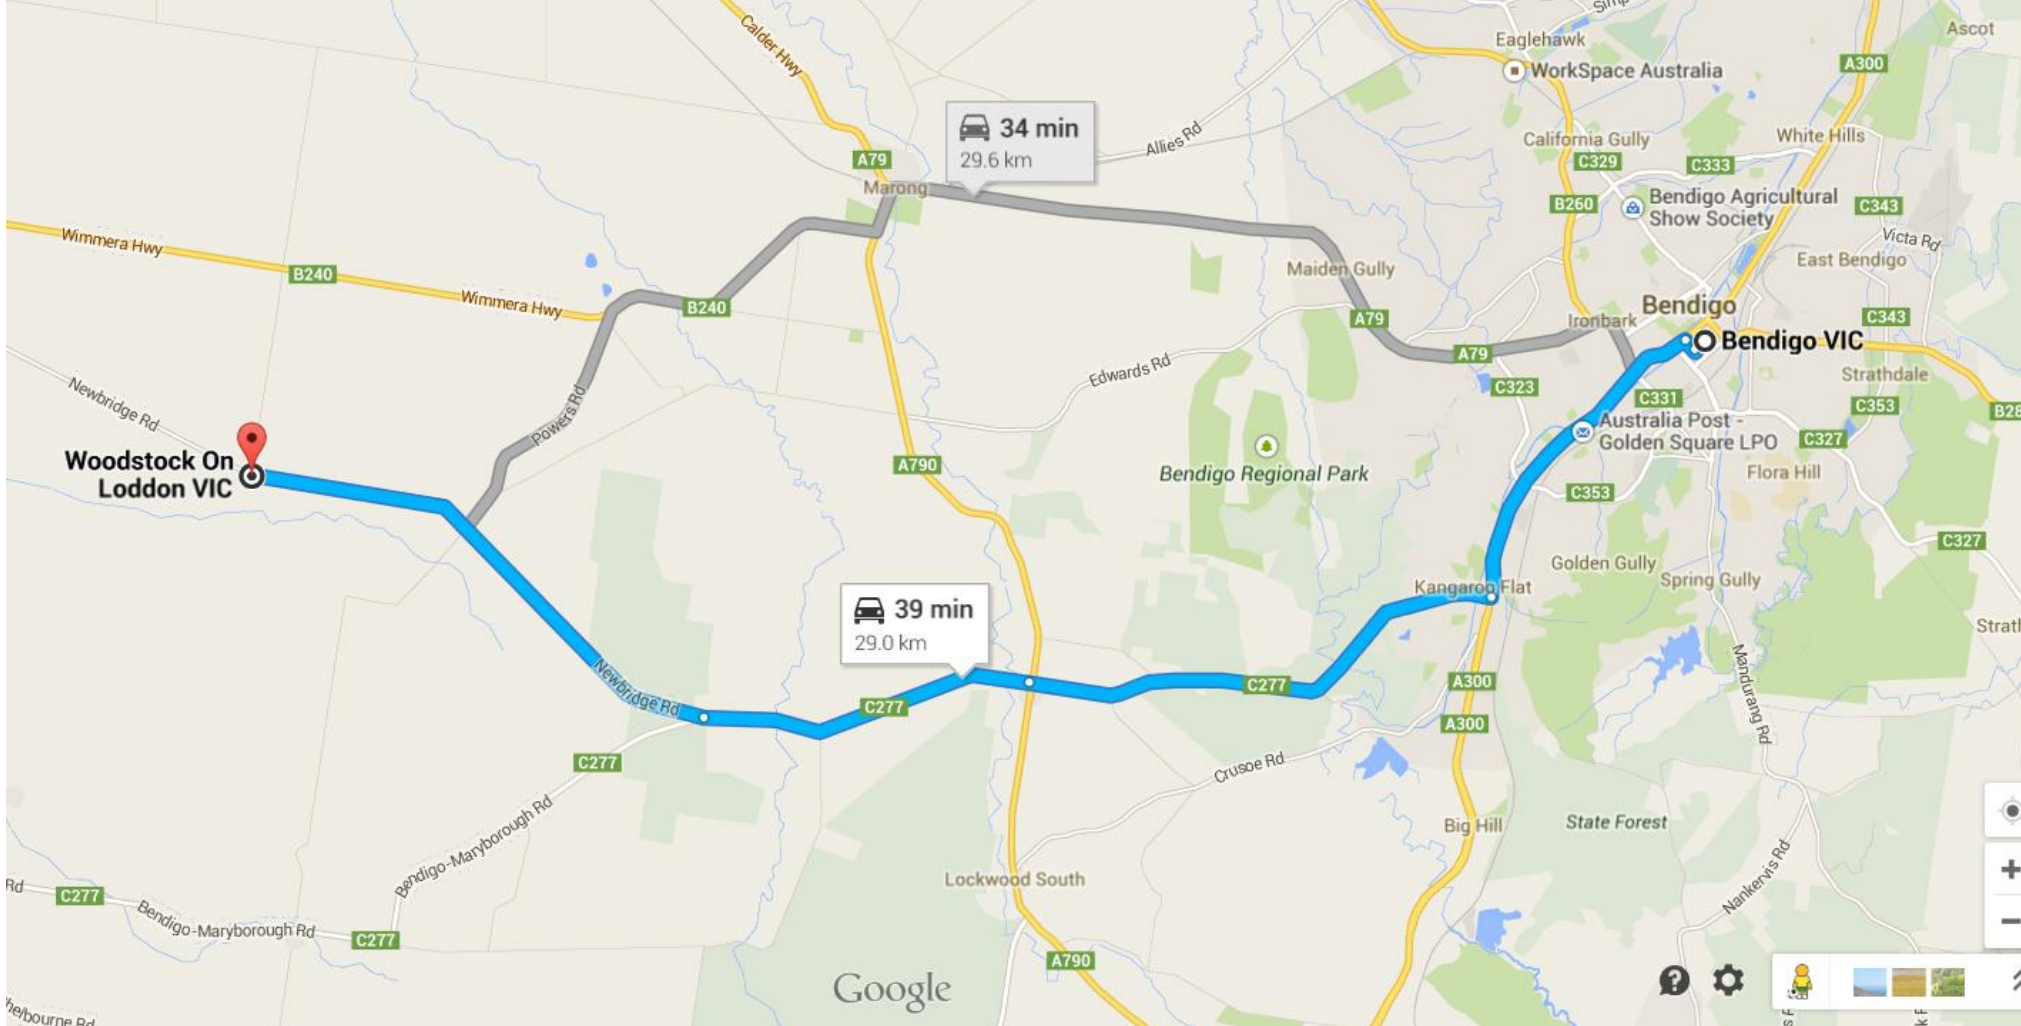 Simp
Ascot
Eaglehawk
Calder Hwy
WorkSpace Australia
A300
34 min
29.6 km
Allies Rd
California Gully
White Hills
A79
C329
C333
Marong
B260
Bendigo Agricultural
Show Society
C343
Victa Rd
Wimmera Hwy
B240
Wimmera Hwy
B240
Maiden Gully
East Bendigo
Bendigo
A79
Ironbark
C343
Bendigo VIC
A79
Edwards Rd
C323
Strathdale
Newbridge Rd
Powers Rd
C331
C353
B28
Australia Post -
Golden Square LPO
C327
Woodstock On
Loddon VIC
A790
Bendigo Regional Park
Flora Hill
C353
C327
Golden Gully
Spring Gully
Kangaroo Flat
39 min
29.0 km
Strath
Newbridge Rd
C277
C277
A300
Mandurang Rd
A300
C277
Crusoe Rd
Bendigo-Maryborough Rd
Big Hill
State Forest
Lockwood South
Nankervis Rd
Rd
C277
Bendigo-Maryborough Rd
C277
A790
Google
helbourne Rd